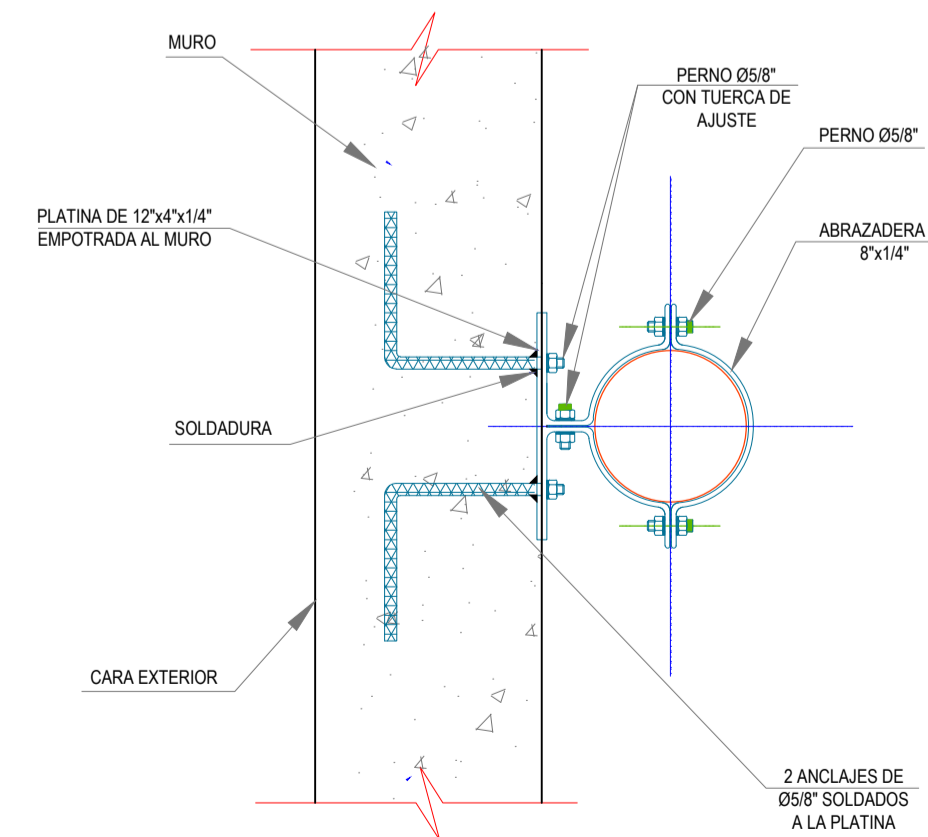 MURO
PERNO Ø5/8"
CON TUERCA DE
AJUSTE
PERNO Ø5/8"
PLATINA DE 12"x4"x1/4"
EMPOTRADA AL MURO
ABRAZADERA
8"x1/4"
SOLDADURA
CARA EXTERIOR
2 ANCLAJES DE
Ø5/8" SOLDADOS
A LA PLATINA